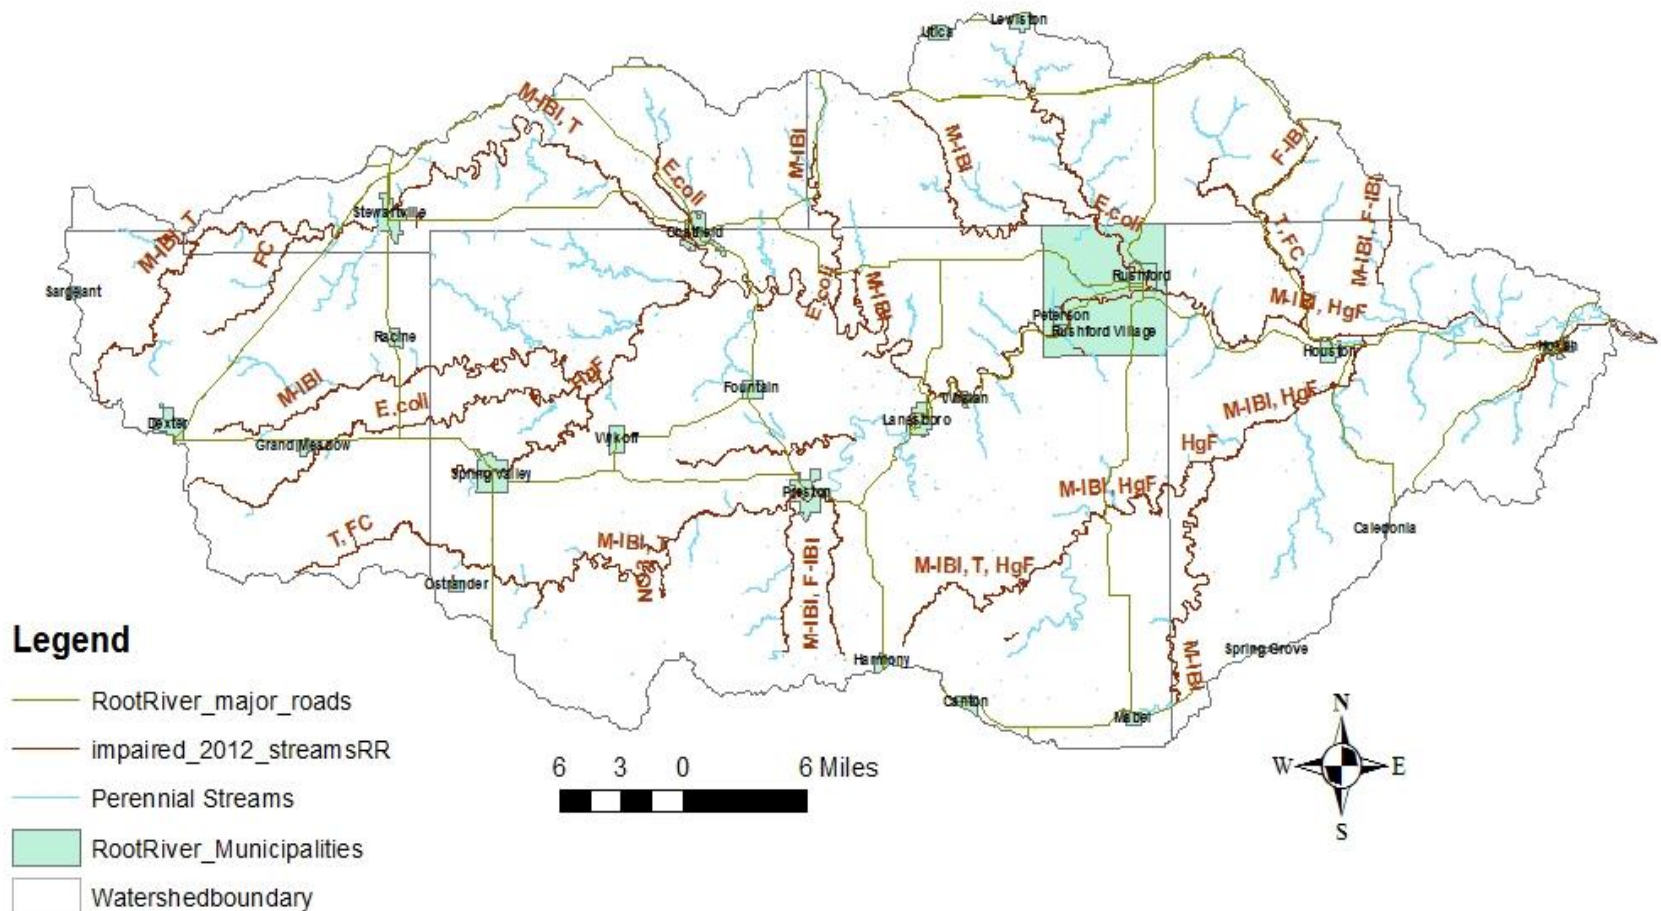 Lewiston
Utica
M-IBI, T
M-IBI
M-IBI
F-IBI
E.coli
M-IBI, F-IBI
E.coli
Stewartville
M-IBI, T
FC
Chatfield
T, FC
Sargeant
E.coli
M-IBI
Rushford
M-IBI, HgF
Peterson
Rushford Village
Racine
Houston
Hokah
M-IBI
HgF
E.coli
Fountain
Whalan
M-IBI, HgF
Dexter
Lanesboro
Grand Meadow
Wykoff
HgF
Spring Valley
Preston
M-IBI, HgF
T, FC
M-IBI, T
Caledonia
NO3
M-IBI, F-IBI
M-IBI, T, HgF
Ostrander
Harmony
Spring Grove
M-IBI
Canton
Mabel
Legend
RootRiver_major_roads
impaired_2012_streamsRR
Perennial Streams
RootRiver_Municipalities
Watershedboundary
6 3 0 6 Miles
N
W E
S